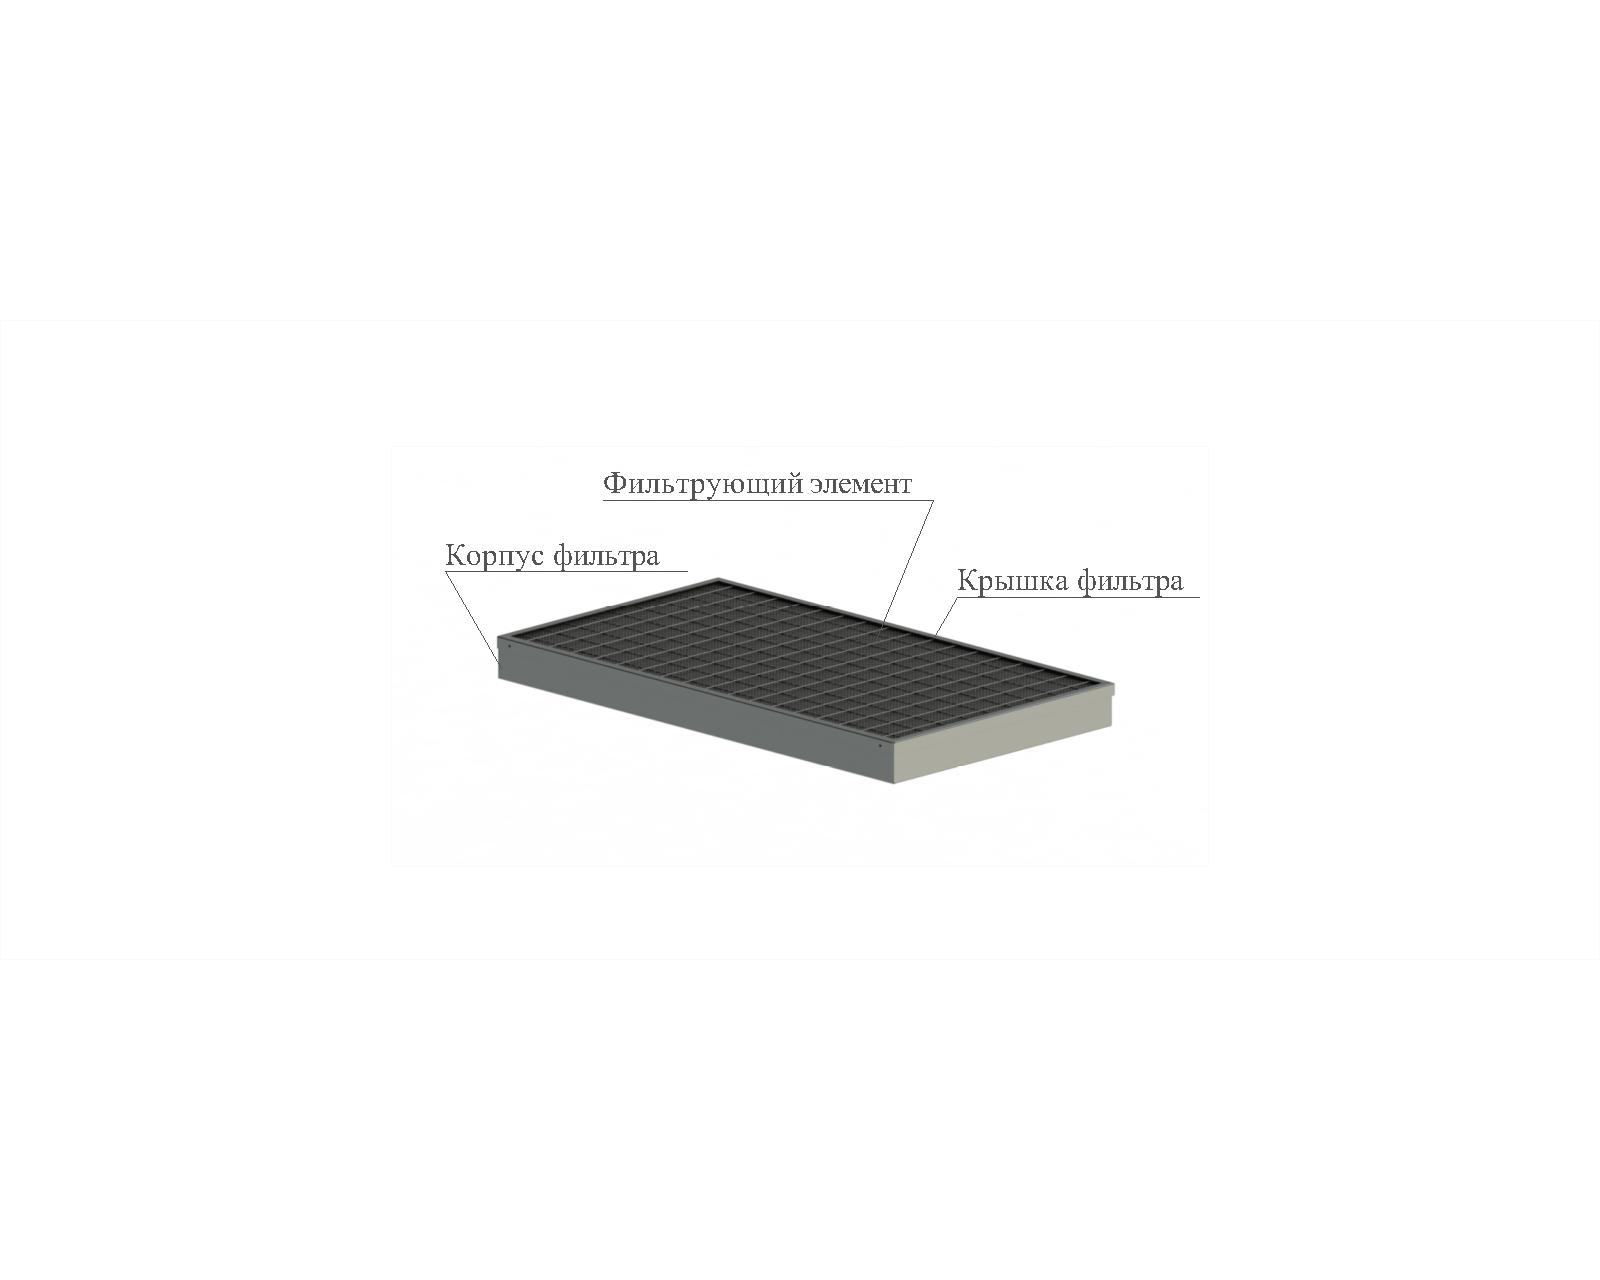 Фильтрующий элемент
Корпус фильтра
Крышка фильтра